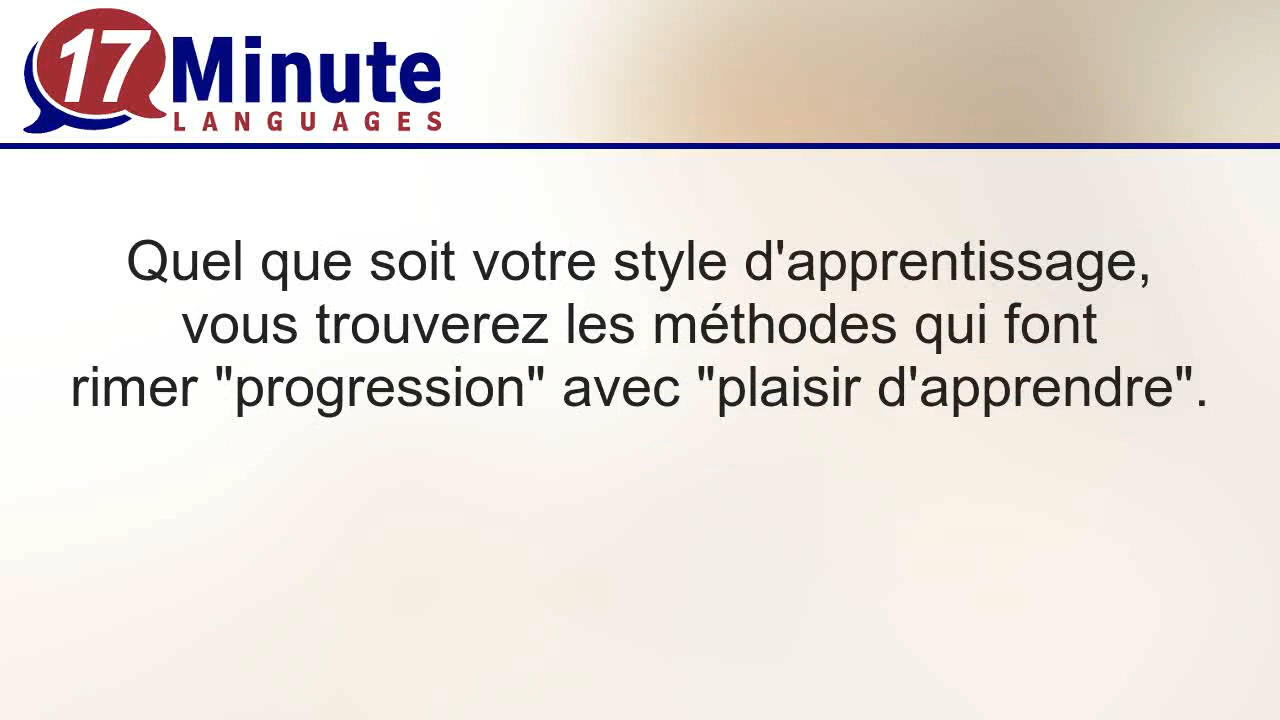 17 Minute
LANGUAGES
Quel que soit votre style d'apprentissage,
vous trouverez les méthodes qui font
rimer "progression" avec "plaisir d'apprendre".